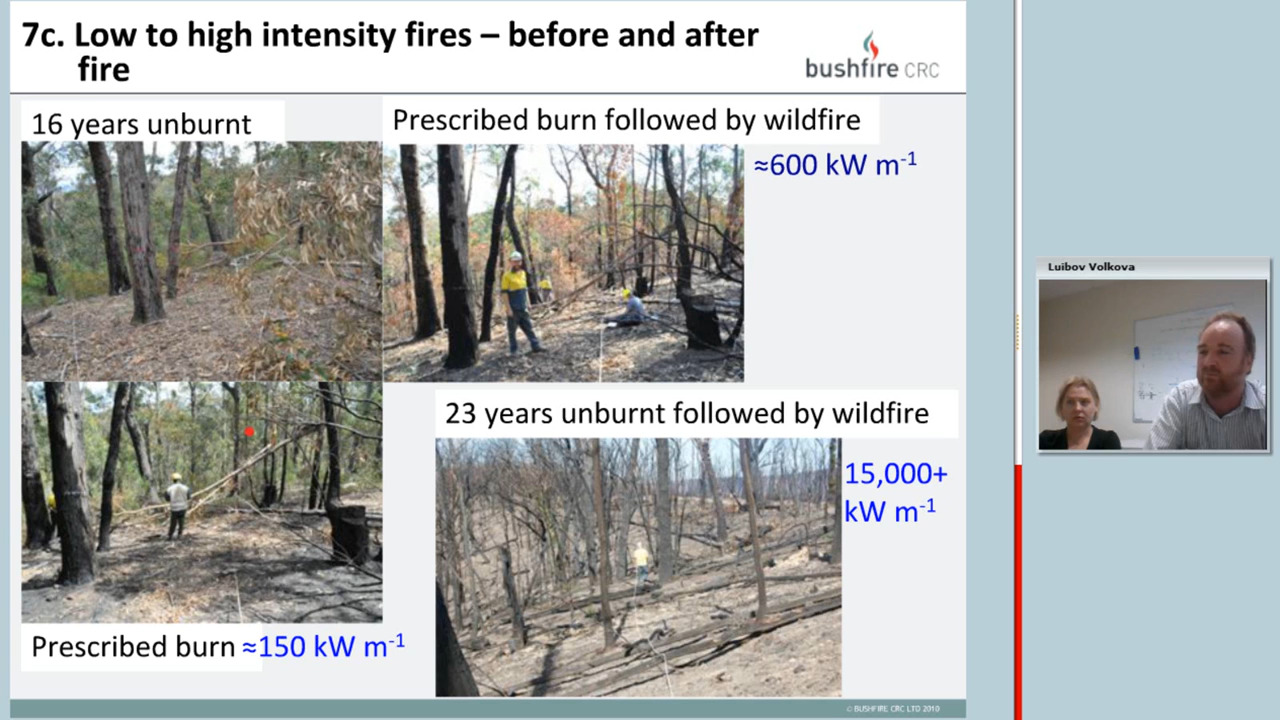 7c. Low to high intensity fires – before and after
fire
bushfire CRC
16 years unburnt
Prescribed burn followed by wildfire
≈600 kW m⁻¹
23 years unburnt followed by wildfire
15,000+
kW m⁻¹
Prescribed burn ≈150 kW m⁻¹
© BUSHFIRE CRC LTD 2010
Luibov Volkova